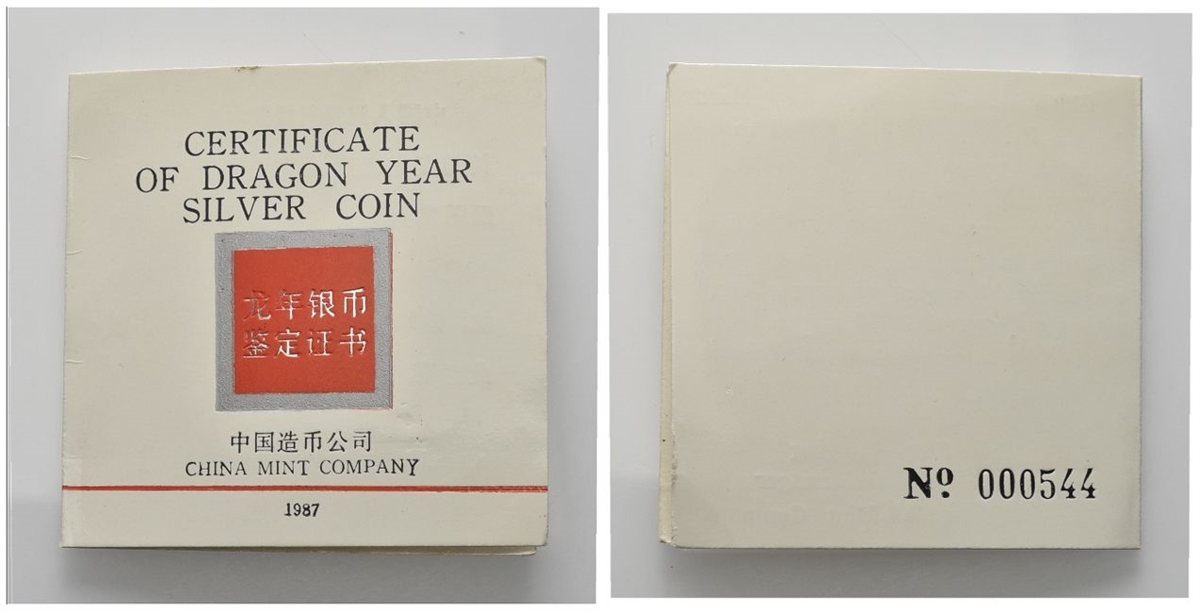 CERTIFICATE
OF DRAGON YEAR
SILVER COIN
龙年银币
鉴定证书
中国造币公司
CHINA MINT COMPANY
1987
Nº 000544